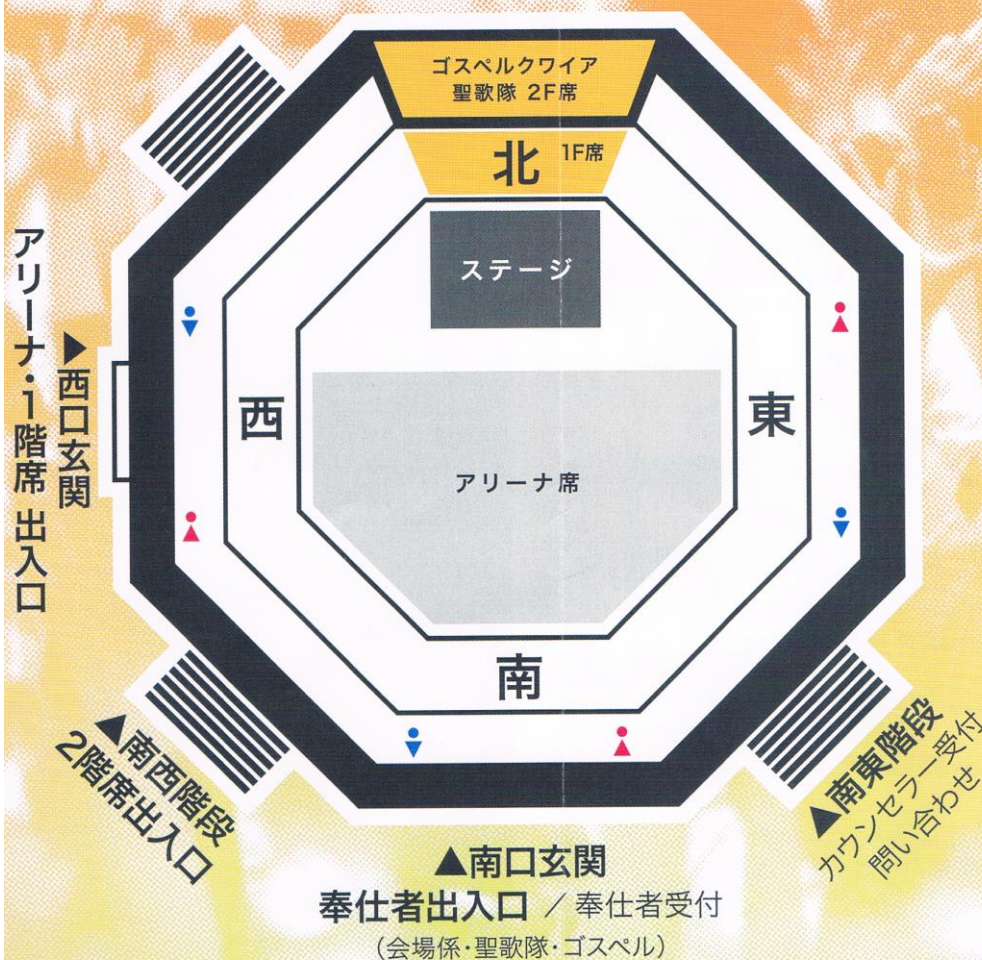 ゴスペルクワイア
聖歌隊 2F席
北 1F席
ステージ
アリーナ・1階席 出入口
▶西口玄関
西
東
アリーナ席
南
▲南西階段
2階席出入口
▲南東階段
カウンセラー受付
問い合わせ
▲南口玄関
奉仕者出入口 / 奉仕者受付
(会場係・聖歌隊・ゴスペル)